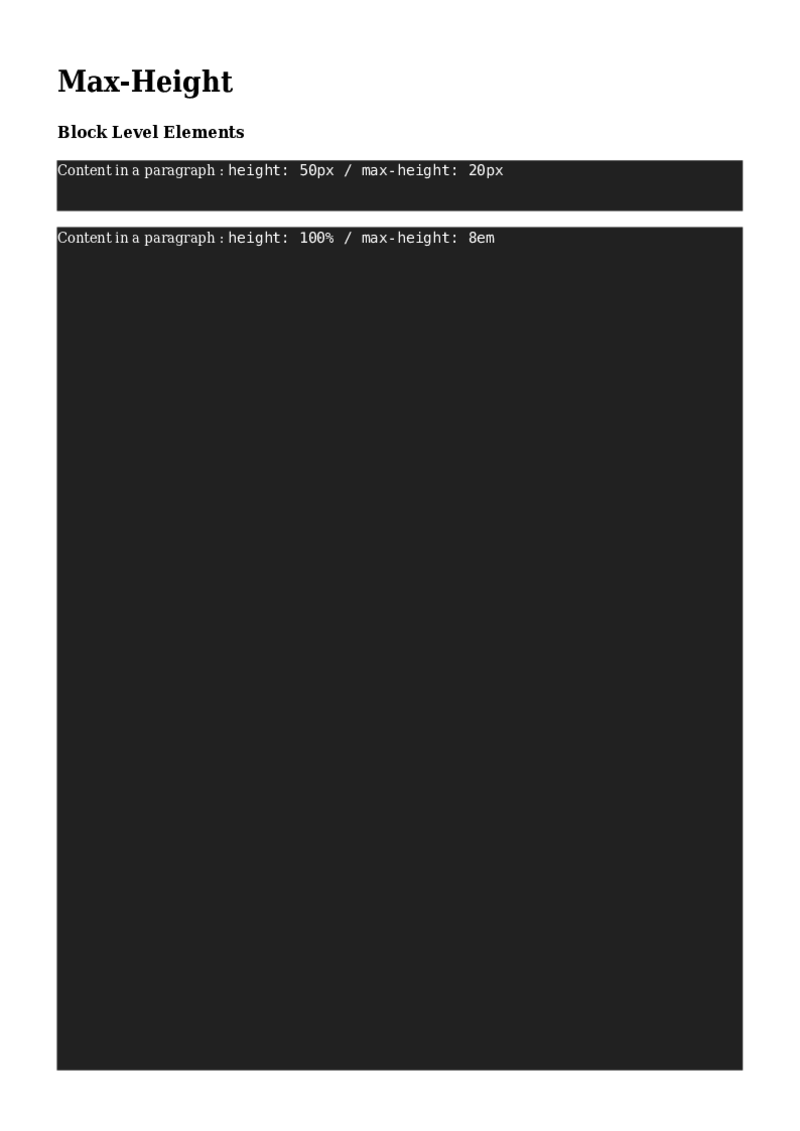 Max-Height
Block Level Elements
Content in a paragraph : height: 50px / max-height: 20px
Content in a paragraph : height: 100% / max-height: 8em